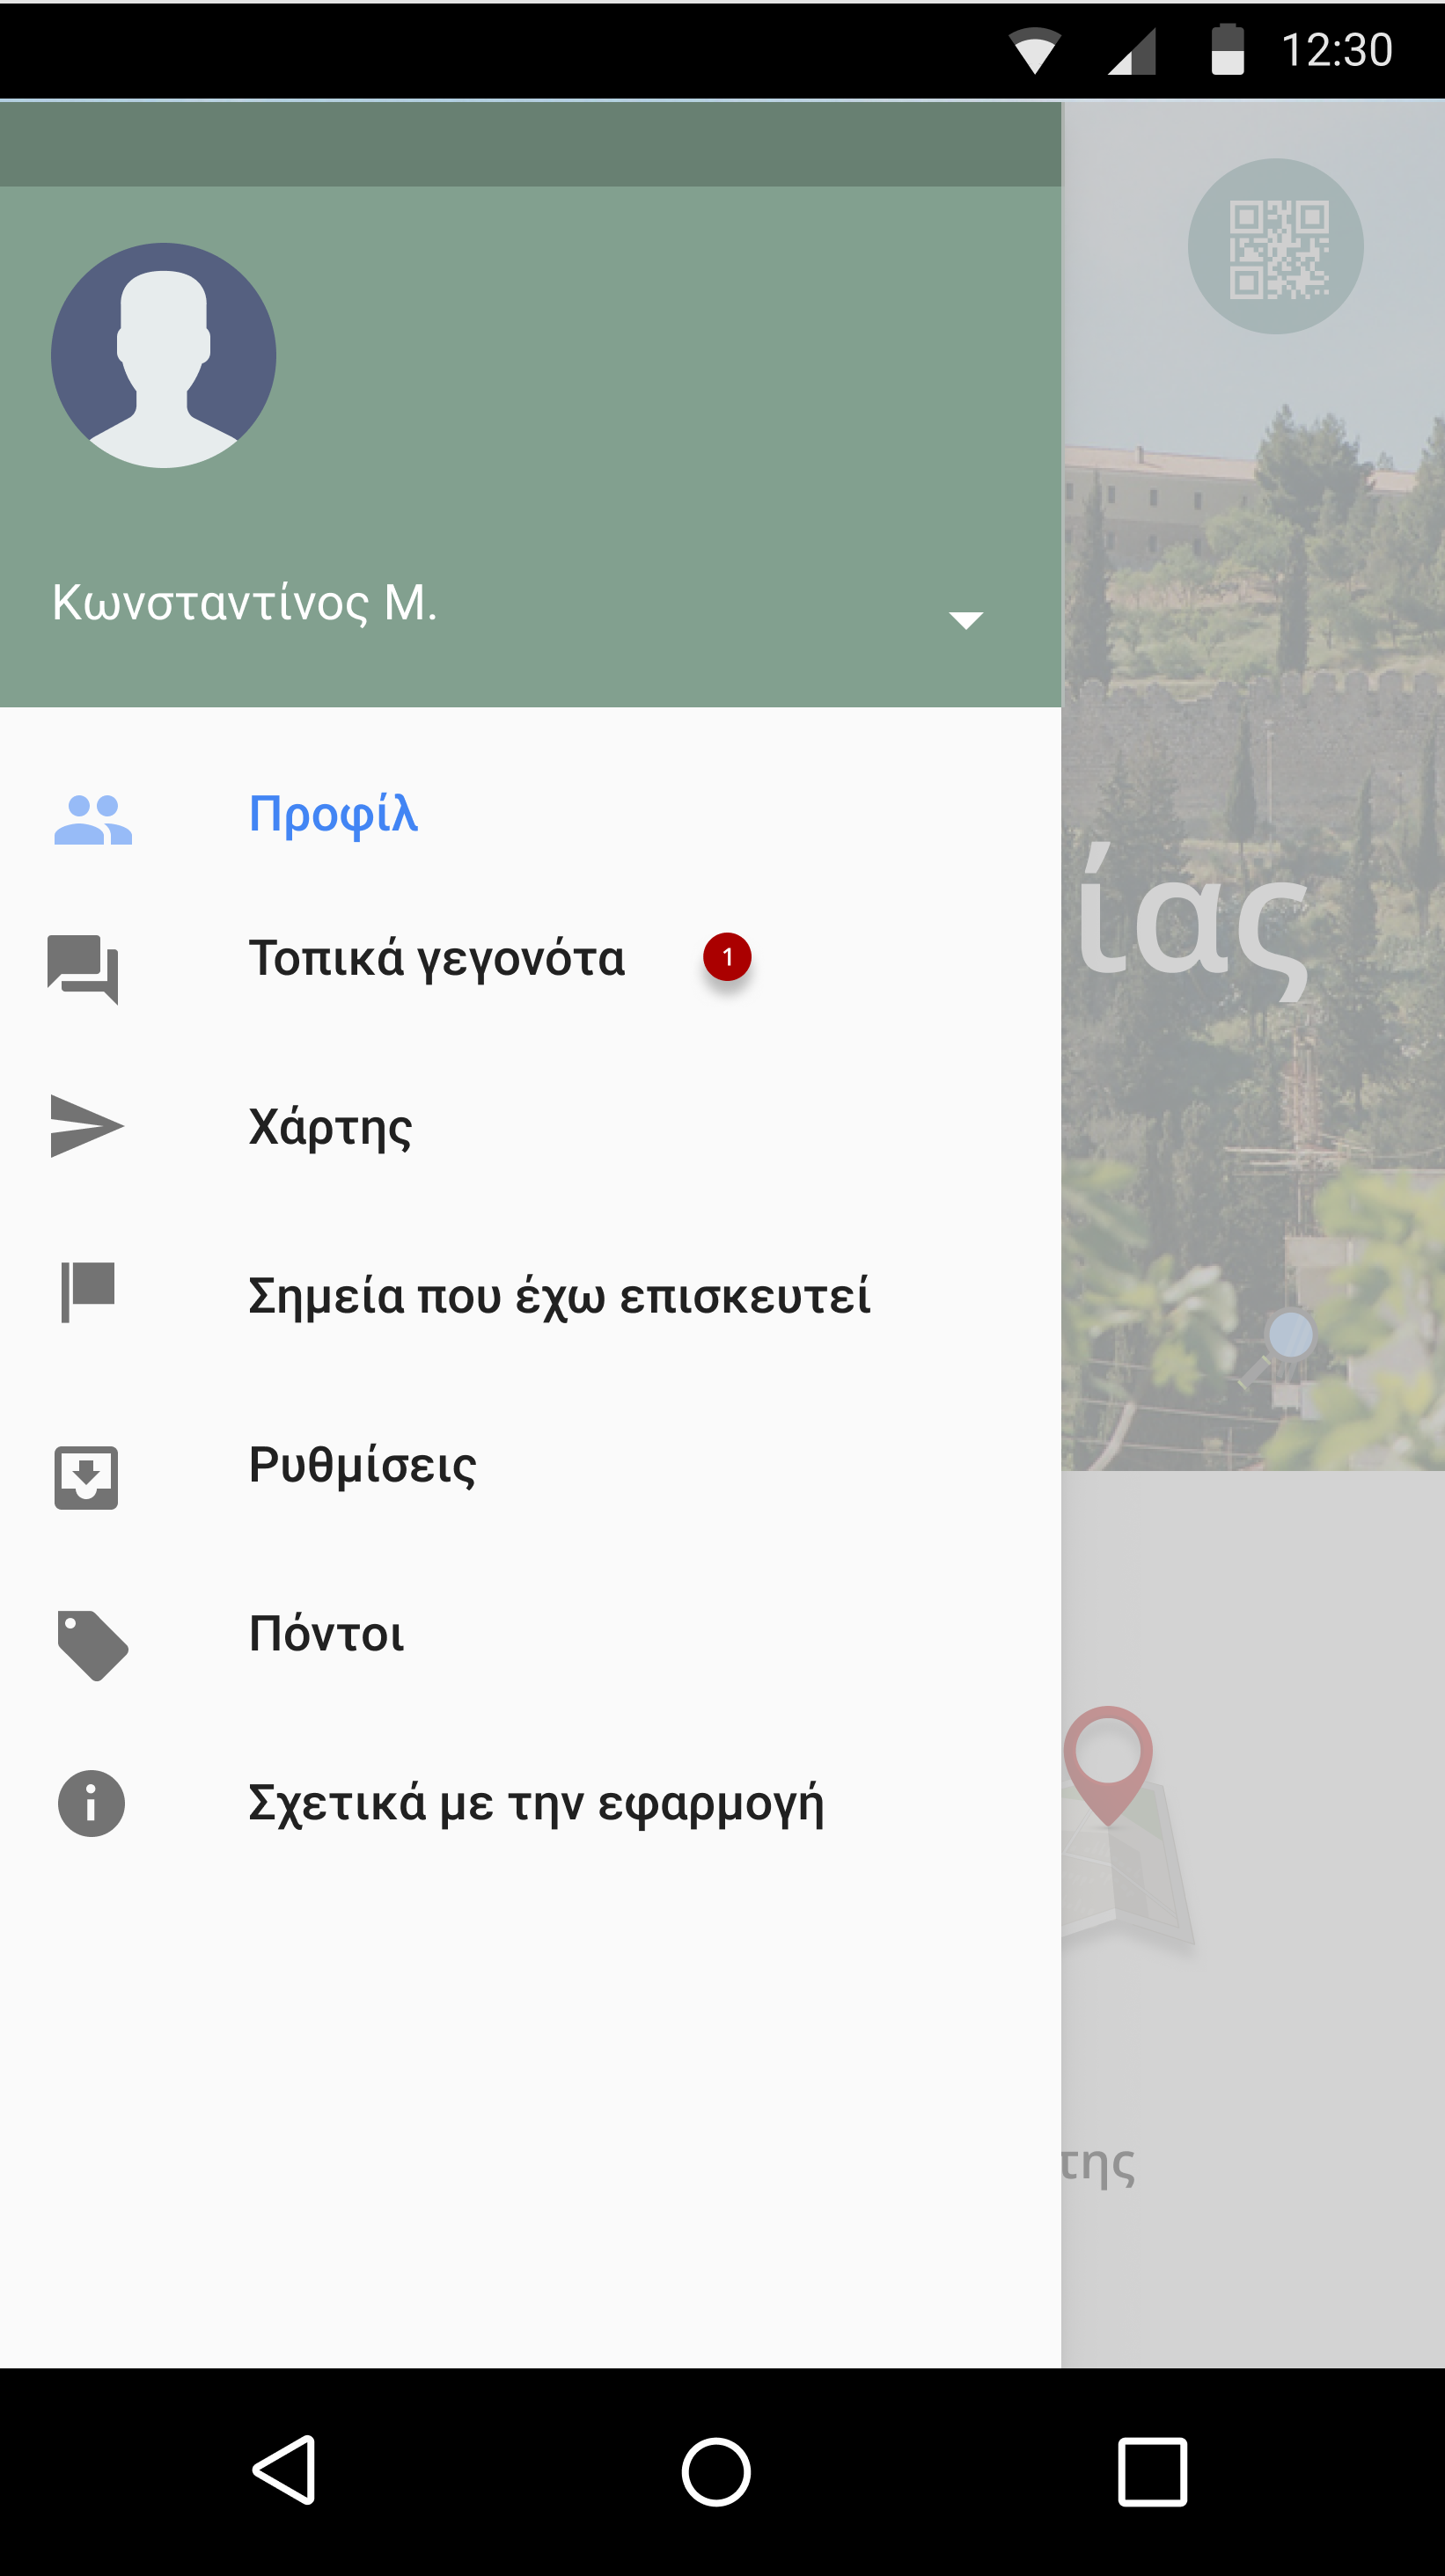 12:30
Κωνσταντίνος Μ.
Προφίλ
Τοπικά γεγονότα 1
ίας
Χάρτης
Σημεία που έχω επισκευτεί
Ρυθμίσεις
Πόντοι
Σχετικά με την εφαρμογή
της